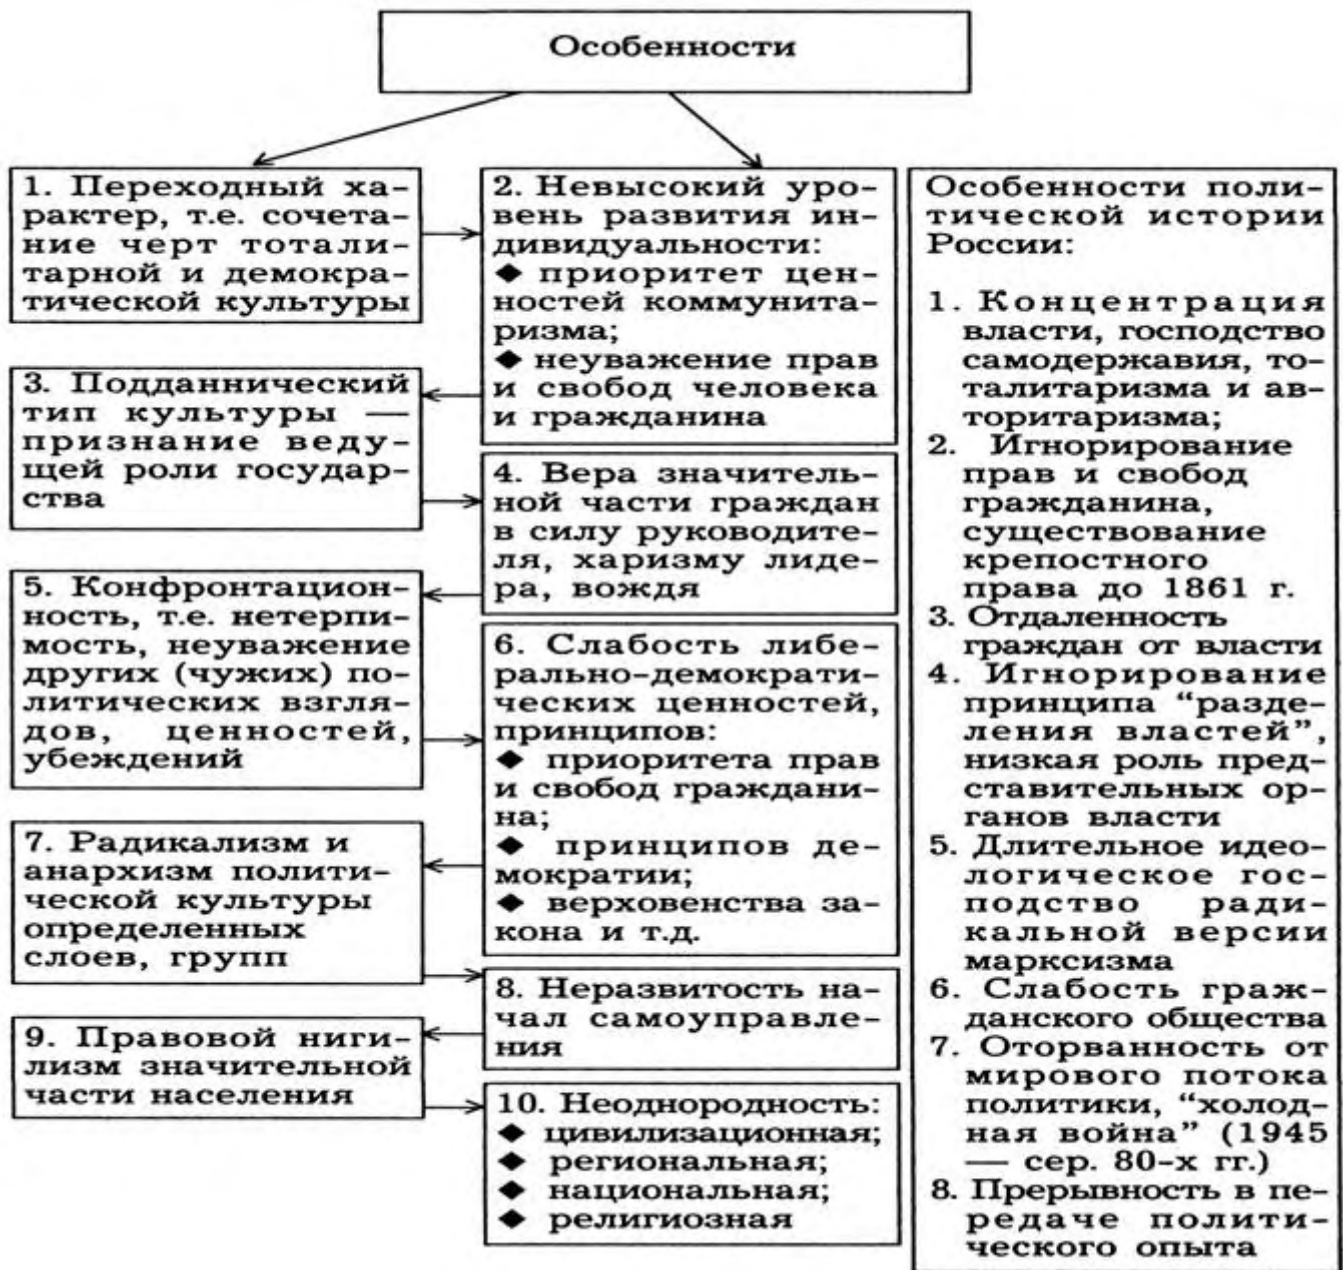 Особенности
1. Переходный ха-
рактер, т.е. сочета-
ние черт тотали-
тарной и демокра-
тической культуры
2. Невысокий уро-
вень развития ин-
дивидуальности:
◆ приоритет цен-
ностей коммунита-
ризма;
◆ неуважение прав
и свобод человека
и гражданина
3. Подданнический
тип культуры —
признание веду-
щей роли государ-
ства
4. Вера значитель-
ной части граждан
в силу руководите-
ля, харизму лиде-
ра, вождя
5. Конфронтацион-
ность, т.е. нетерпи-
мость, неуважение
других (чужих) по-
литических взгля-
дов, ценностей,
убеждений
6. Слабость либе-
рально-демократи-
ческих ценностей,
принципов:
◆ приоритета прав
и свобод граждани-
на;
◆ принципов де-
мократии;
◆ верховенства за-
кона и т.д.
7. Радикализм и
анархизм полити-
ческой культуры
определенных
слоев, групп
8. Неразвитость на-
чал самоуправле-
ния
9. Правовой ниги-
лизм значительной
части населения
10. Неоднородность:
◆ цивилизационная;
◆ региональная;
◆ национальная;
◆ религиозная
Особенности поли-
тической истории
России:
1. Концентрация
власти, господство
самодержавия, то-
талитаризма и ав-
торитаризма;
2. Игнорирование
прав и свобод
гражданина,
существование
крепостного
права до 1861 г.
3. Отдаленность
граждан от власти
4. Игнорирование
принципа “разде-
ления властей”,
низкая роль пред-
ставительных ор-
ганов власти
5. Длительное идео-
логическое гос-
подство ради-
кальной версии
марксизма
6. Слабость граж-
данского общества
7. Оторванность от
мирового потока
политики, “холод-
ная война” (1945
— сер. 80-х гг.)
8. Прерывность в пе-
редаче полити-
ческого опыта